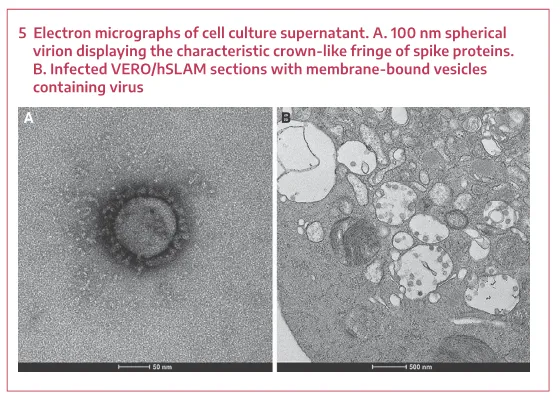 5 Electron micrographs of cell culture supernatant. A. 100 nm spherical
virion displaying the characteristic crown-like fringe of spike proteins.
B. Infected VERO/hSLAM sections with membrane-bound vesicles
containing virus
A
B
50 nm
500 nm